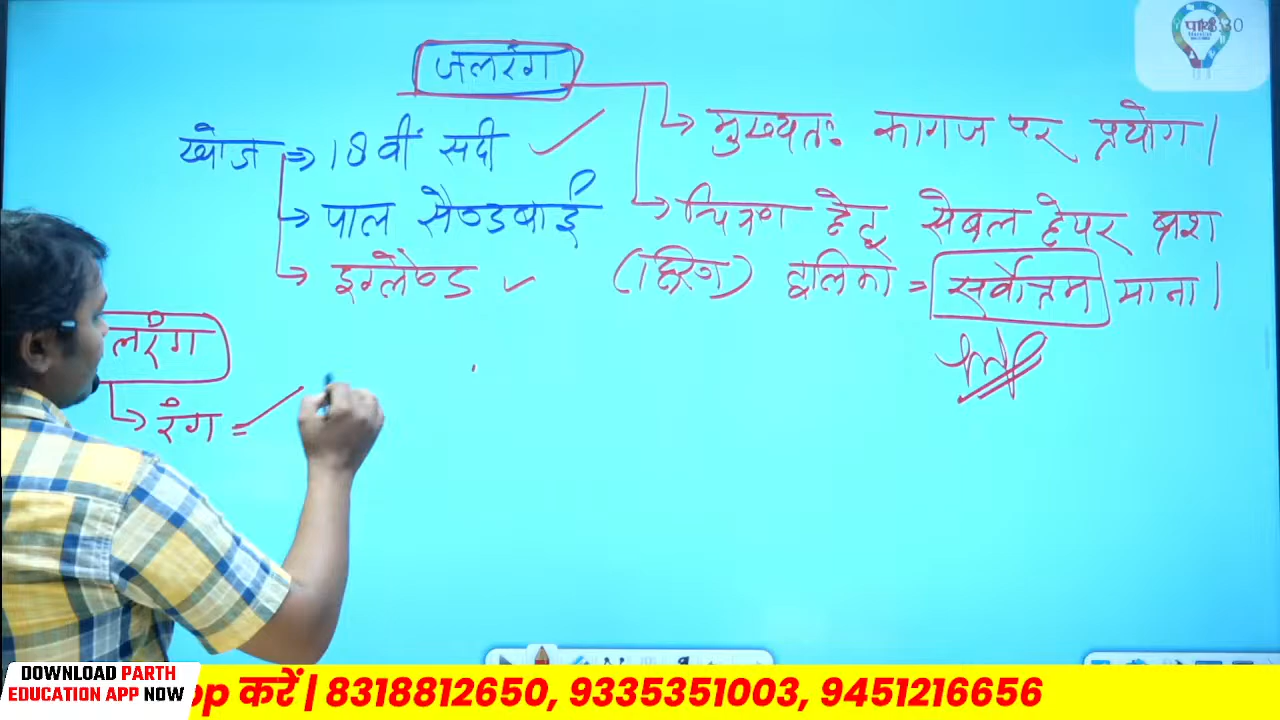 जलरंग
खोज => 18वीं सदी
मुख्यतः कागज पर प्रयोग।
पाल सैण्डबाई
इंग्लैण्ड
चित्रण हेतू सेबल हेयर ब्रश
तुलिका = सर्वोत्तम माना।
लरंग
रंग =
DOWNLOAD PARTH
EDUCATION APP NOW
op करें | 8318812650, 9335351003, 9451216656